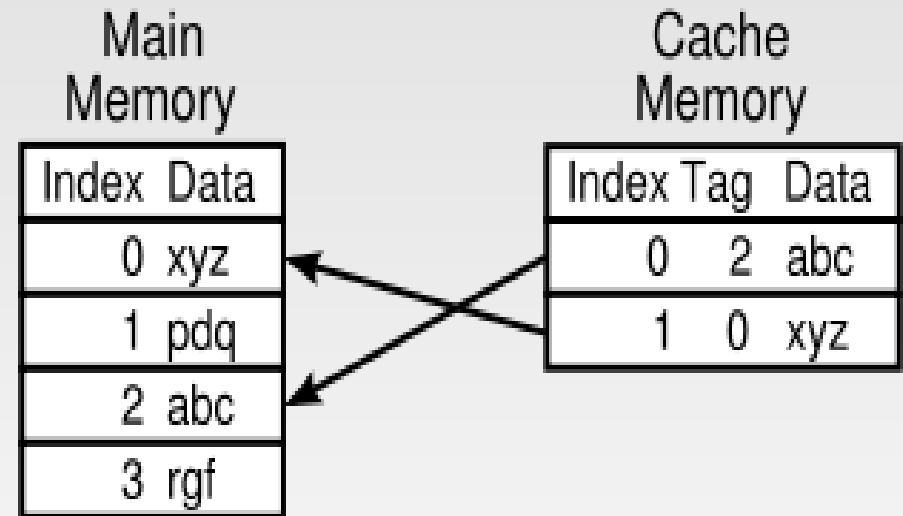 Main
Memory
Index Data
0 xyz
1 pdq
2 abc
3 rgf
Cache
Memory
Index Tag Data
0 2 abc
1 0 xyz